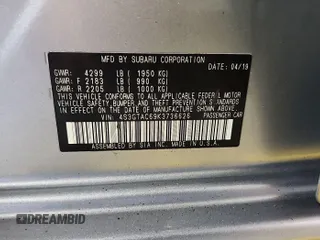 MFD BY SUBARU CORPORATION
DATE: 04/19
GVWR: 4299 LB ( 1950 KG)
GAWR: F 2183 LB ( 990 KG)
GAWR: R 2205 LB ( 1000 KG)
THIS VEHICLE CONFORMS TO ALL APPLICABLE
FEDERAL MOTOR VEHICLE SAFETY,
BUMPER, AND THEFT PREVENTION STANDARDS
IN EFFECT ON THE DATE OF
MANUFACTURE SHOWN ABOVE.
VIN: 4S3GTAC69K3736626 PASSENGER CAR
ASSEMBLED BY SIA INC. MADE IN U.S.A.
© DREAMBID